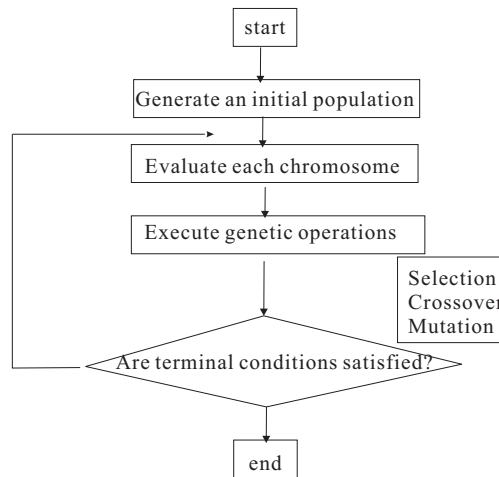 start
Generate an initial population
Evaluate each chromosome
Execute genetic operations
Selection
Crossover
Mutation
Are terminal conditions satisfied?
end